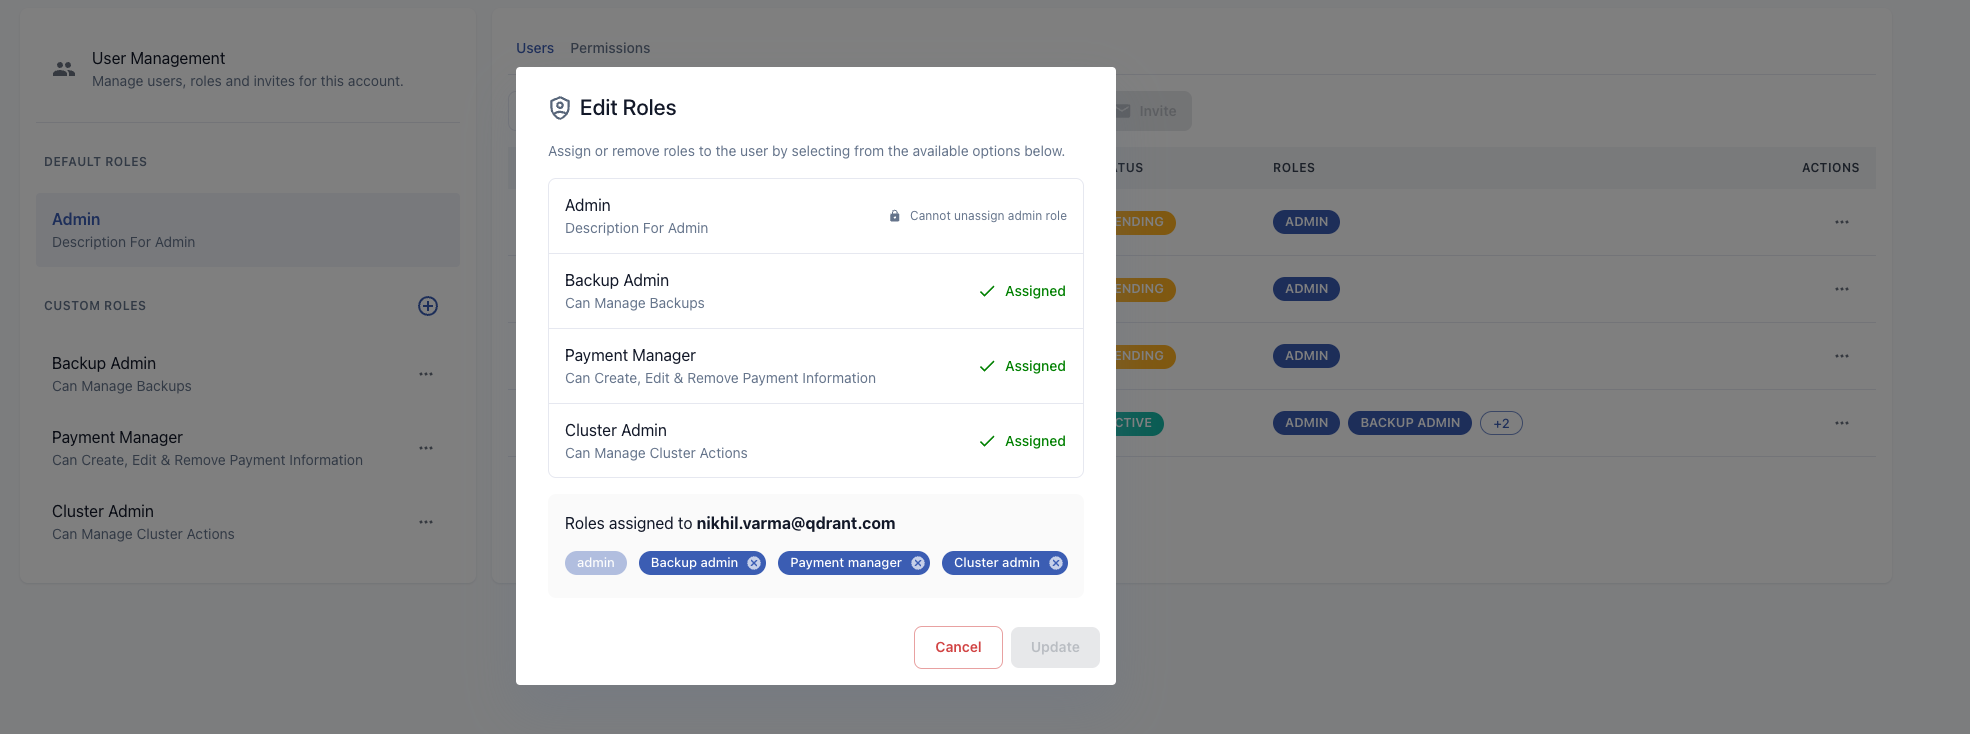 User Management
Manage users, roles and invites for this account.
DEFAULT ROLES
Admin
Description For Admin
CUSTOM ROLES
Backup Admin
Can Manage Backups
Payment Manager
Can Create, Edit & Remove Payment Information
Cluster Admin
Can Manage Cluster Actions
Users Permissions
Invite
ROLES ACTIONS
ADMIN
ADMIN
ADMIN
ADMIN BACKUP ADMIN +2
Edit Roles
Assign or remove roles to the user by selecting from the available options below.
Admin
Description For Admin
Cannot unassign admin role
Backup Admin
Can Manage Backups
Assigned
Payment Manager
Can Create, Edit & Remove Payment Information
Assigned
Cluster Admin
Can Manage Cluster Actions
Assigned
Roles assigned to nikhil.varma@qdrant.com
admin Backup admin Payment manager Cluster admin
Cancel Update